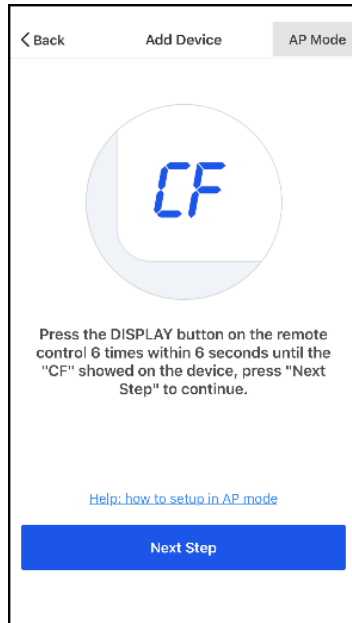 Back
Add Device
AP Mode
CF
Press the DISPLAY button on the remote
control 6 times within 6 seconds until the
"CF" showed on the device, press "Next
Step" to continue.
Help: how to setup in AP mode
Next Step